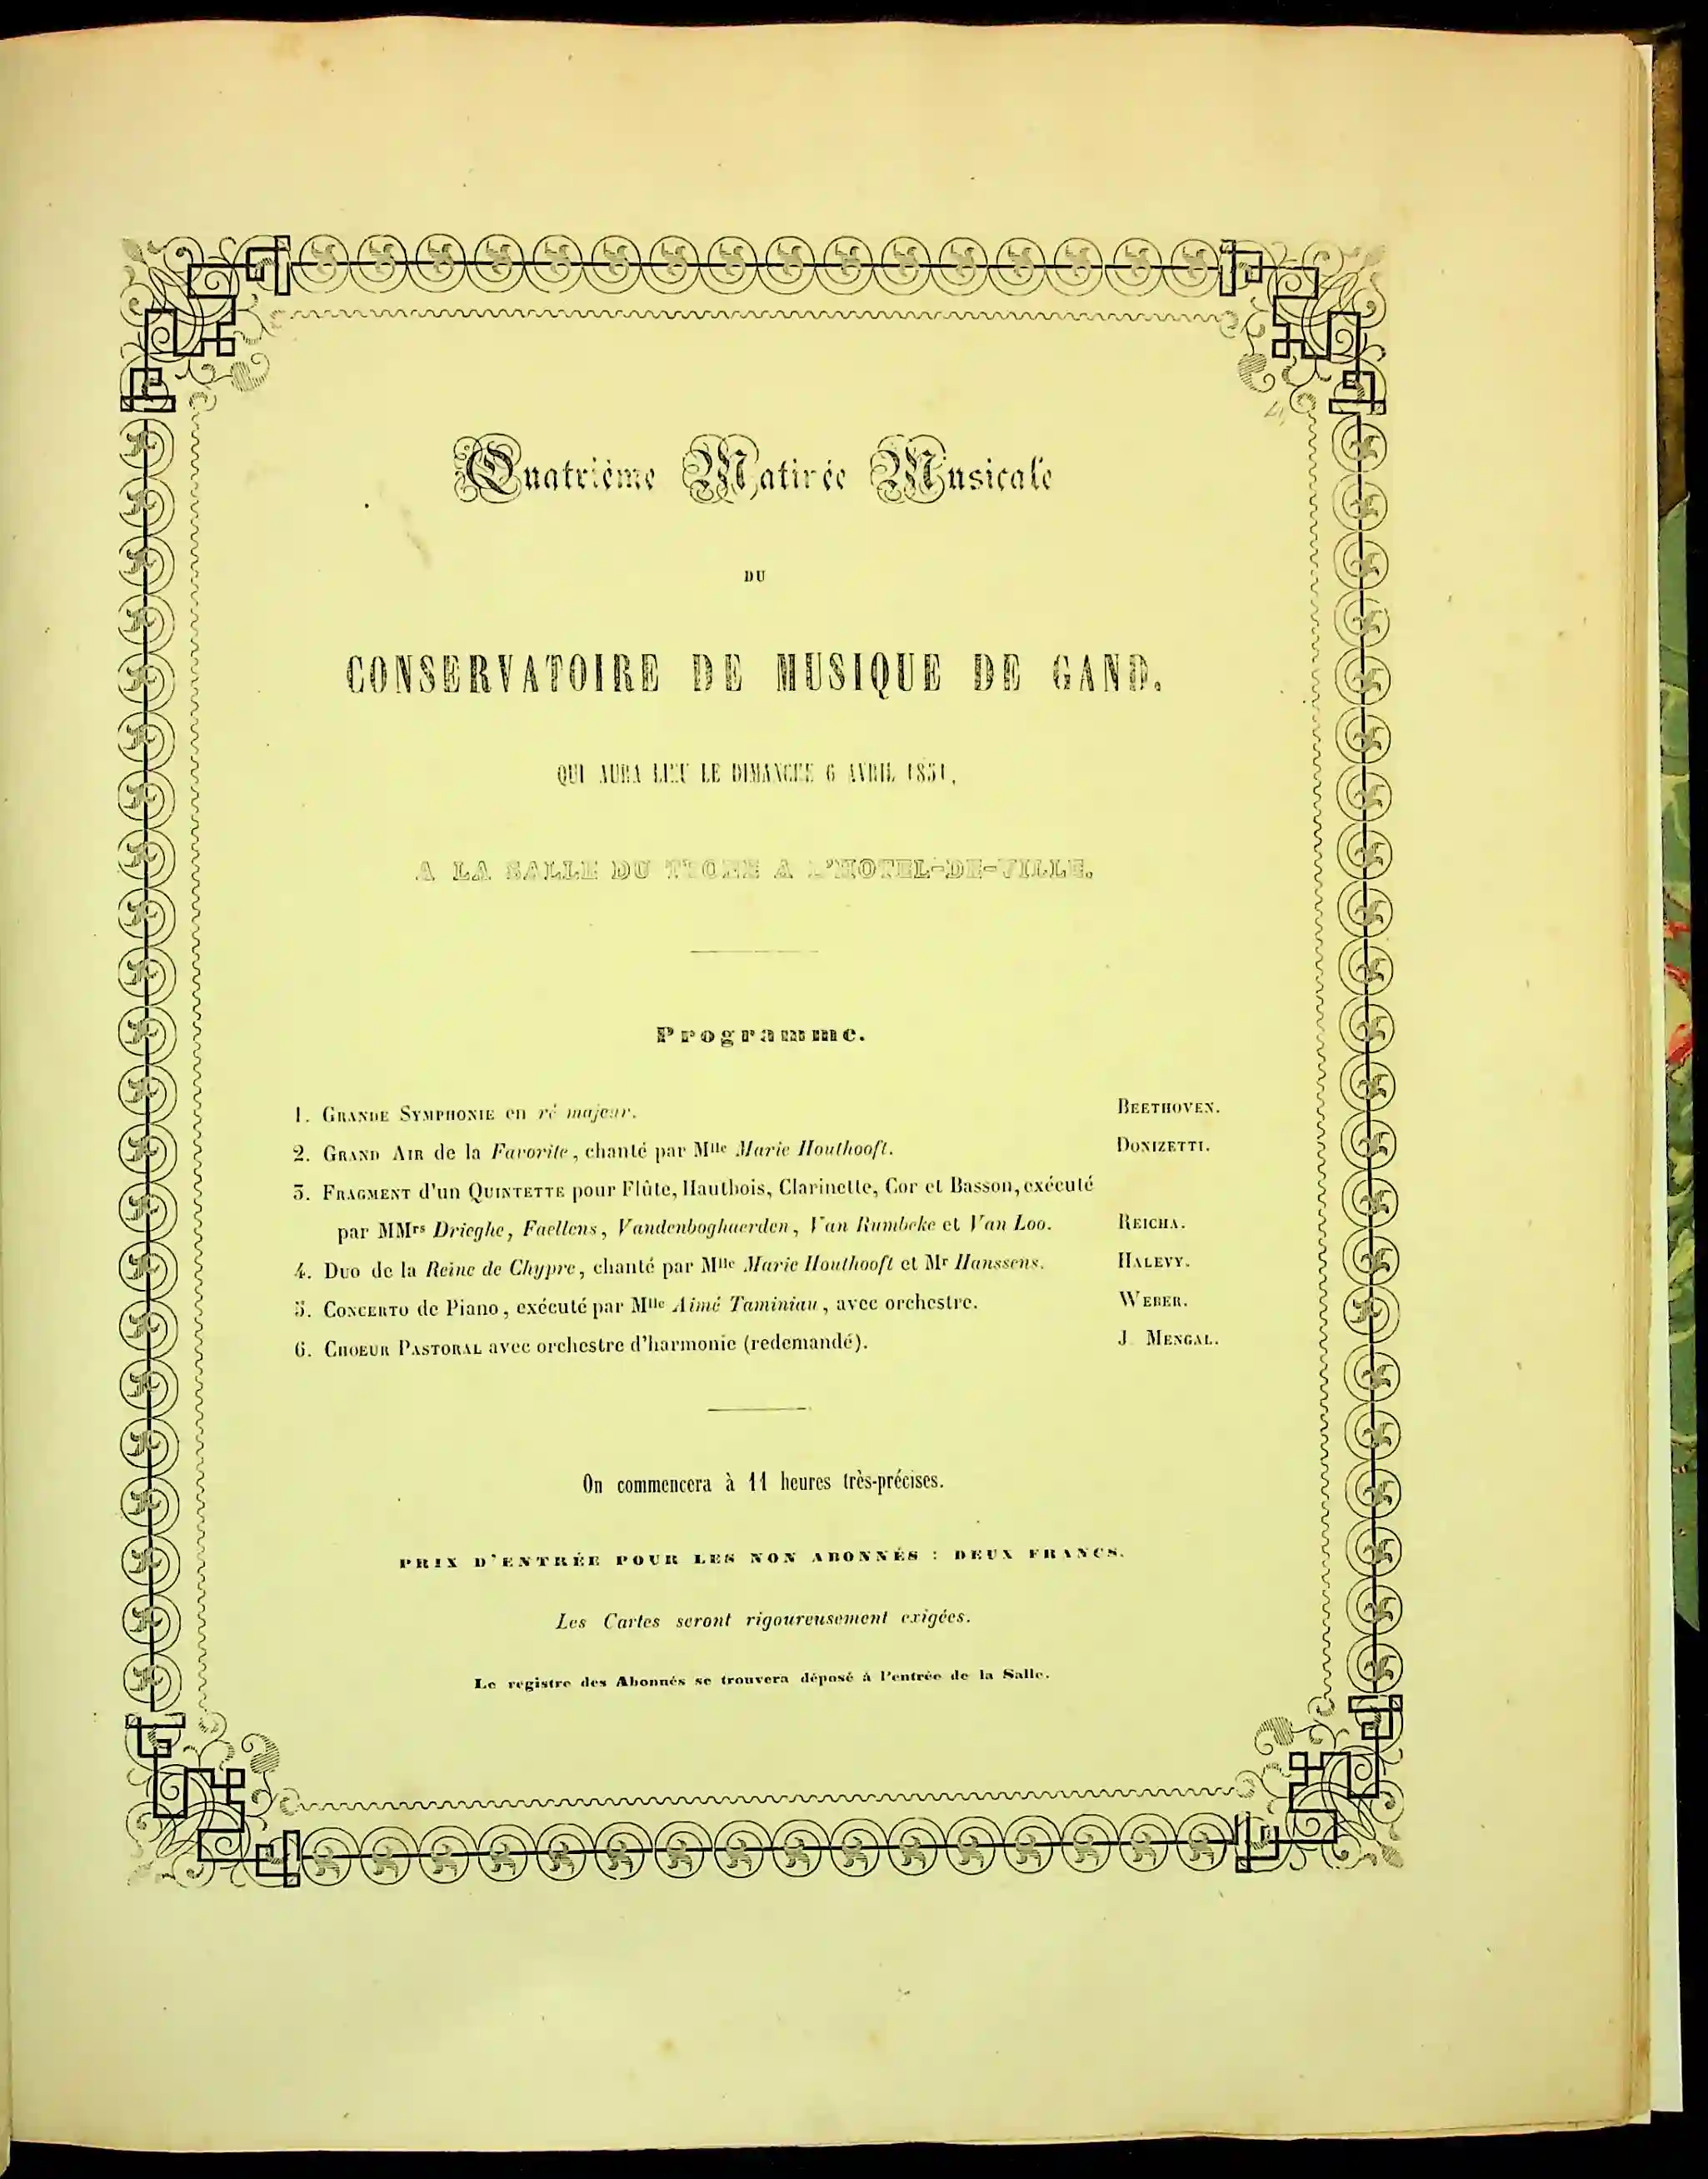 Quatrième Matinée Musicale
DU
CONSERVATOIRE DE MUSIQUE DE GAND.
QUI AURA LIEU LE DIMANCHE 6 AVRIL 1851,
A LA SALLE DU TRÔNE A L'HOTEL-DE-VILLE.
Programme.
1. GRANDE SYMPHONIE en ré majeur. BEETHOVEN.
2. GRAND AIR de la Favorite, chanté par Mlle Marie Houthooft. DONIZETTI.
3. FRAGMENT d'un QUINTETTE pour Flûte, Hautbois, Clarinette, Cor et Basson, exécuté
par MMrs Drieghe, Faellens, Vandenboghaerden, Van Rumbeke et Van Loo. REICHA.
4. DUO de la Reine de Chypre, chanté par Mlle Marie Houthooft et Mr Hanssens. HALEVY.
5. CONCERTO de Piano, exécuté par Mlle Aimé Taminiau, avec orchestre. WEBER.
6. CHOEUR PASTORAL avec orchestre d'harmonie (redemandé). J MENGAL.
On commencera à 11 heures très-précises.
PRIX D'ENTRÉE POUR LES NON ABONNÉS : DEUX FRANCS.
Les Cartes seront rigoureusement exigées.
Le registre des Abonnés se trouvera déposé à l'entrée de la Salle.